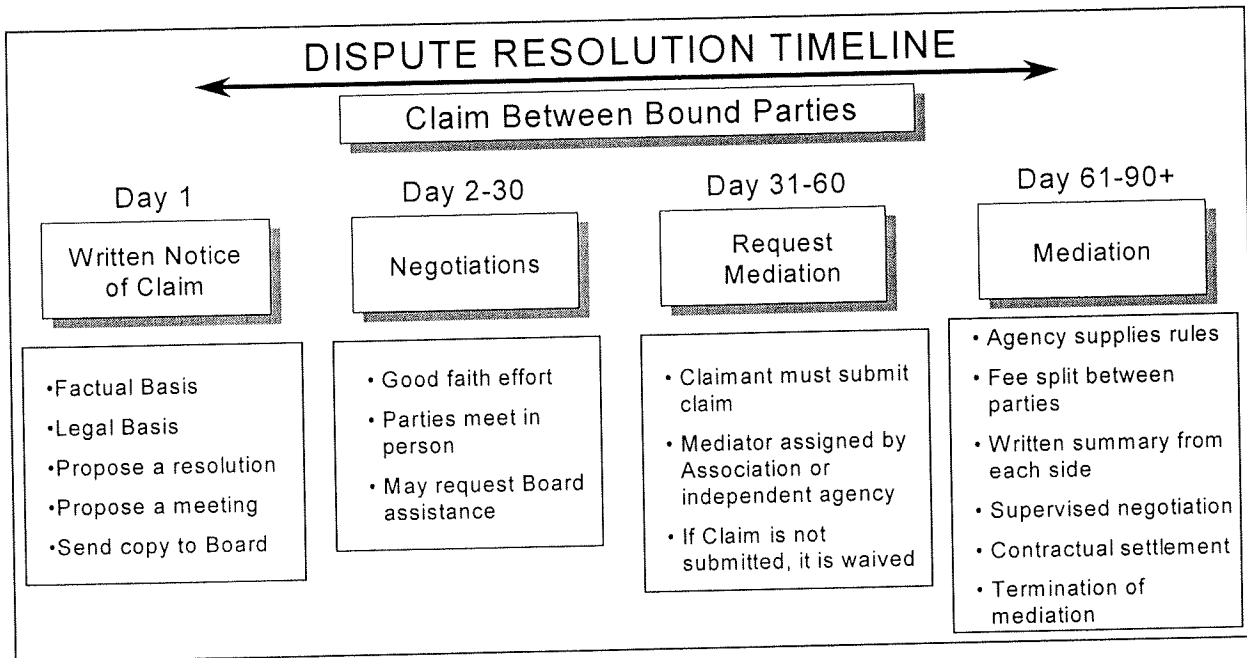 DISPUTE RESOLUTION TIMELINE
Claim Between Bound Parties
Day 1
Written Notice
of Claim
•Factual Basis
•Legal Basis
•Propose a resolution
•Propose a meeting
•Send copy to Board
Day 2-30
Negotiations
• Good faith effort
• Parties meet in
person
• May request Board
assistance
Day 31-60
Request
Mediation
• Claimant must submit
claim
• Mediator assigned by
Association or
independent agency
• If Claim is not
submitted, it is waived
Day 61-90+
Mediation
• Agency supplies rules
• Fee split between
parties
• Written summary from
each side
• Supervised negotiation
• Contractual settlement
• Termination of
mediation